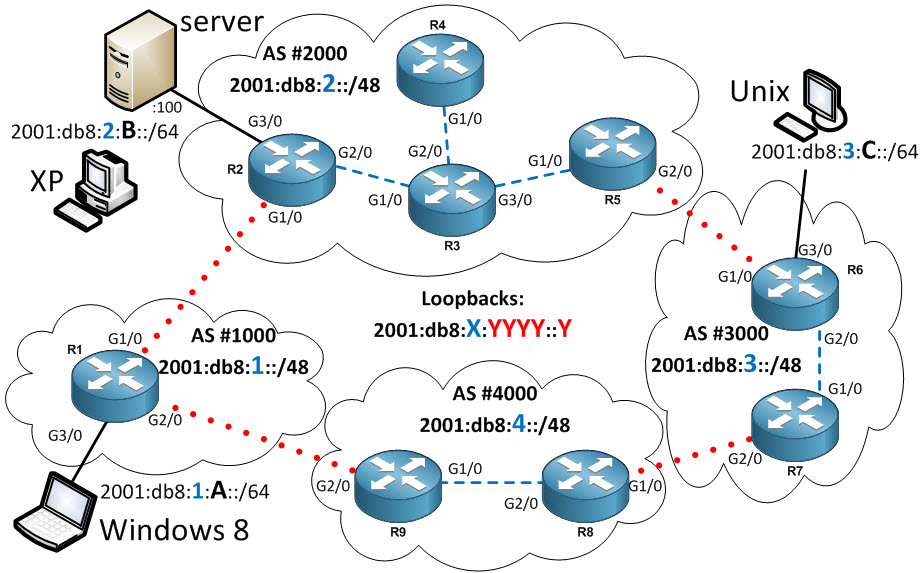 server
:100
2001:db8:2:B::/64
XP
AS #2000
2001:db8:2::/48
R4
G1/0
G3/0
R2
G2/0
G1/0
G2/0
G1/0
G3/0
R3
G1/0
G2/0
R5
Unix
2001:db8:3:C::/64
G3/0
G1/0
R6
AS #3000
2001:db8:3::/48
G2/0
G1/0
G2/0
R7
Loopbacks:
2001:db8:X:YYYY::Y
G1/0
R1
AS #1000
2001:db8:1::/48
G2/0
G3/0
2001:db8:1:A::/64
Windows 8
AS #4000
2001:db8:4::/48
G1/0
G2/0
R9
G2/0
G1/0
R8